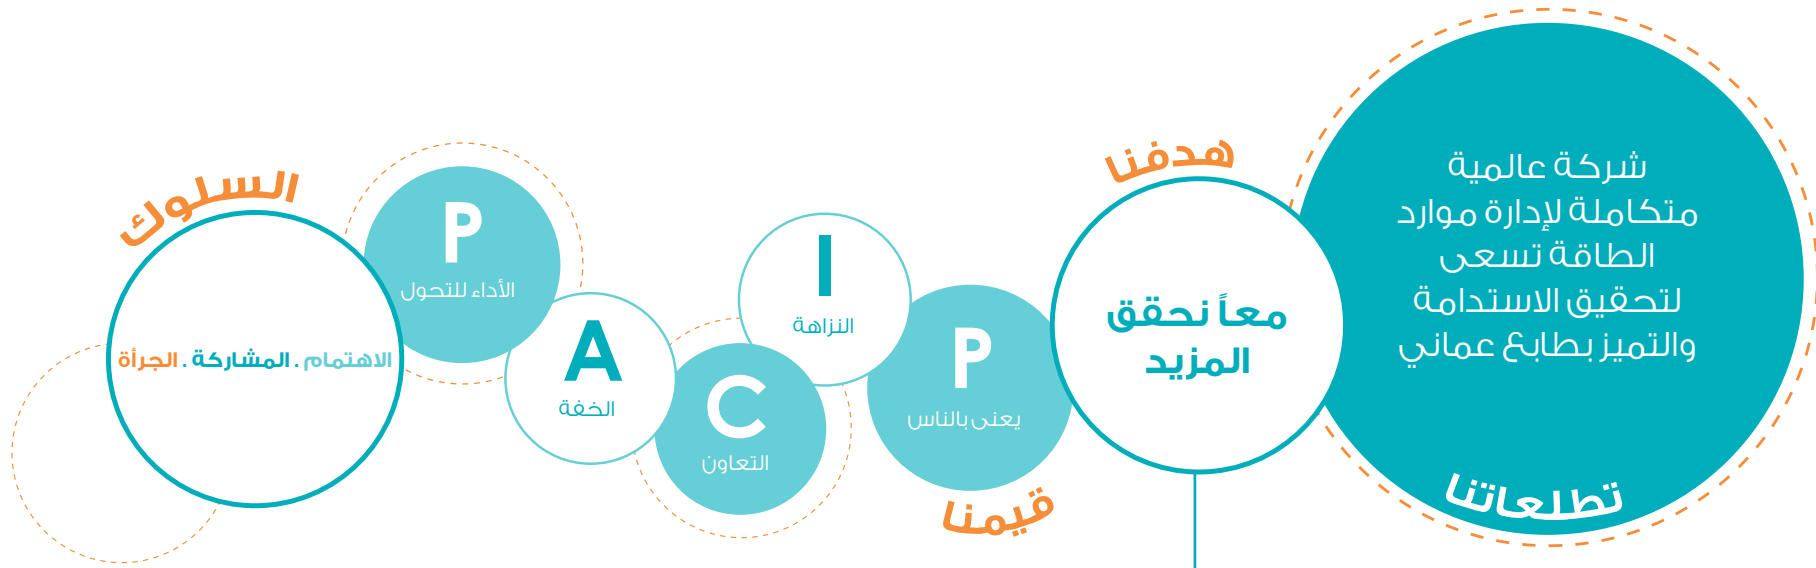 شركة عالمية
متكاملة لإدارة موارد
الطاقة تسعى
لتحقيق الاستدامة
والتميز بطابع عماني
تطلعاتنا
هدفنا
معاً نحقق
المزيد
قيمنا
P
يعنى بالناس
I
النزاهة
C
التعاون
A
الخفة
P
الأداء للتحول
السلوك
الاهتمام . المشاركة . الجرأة